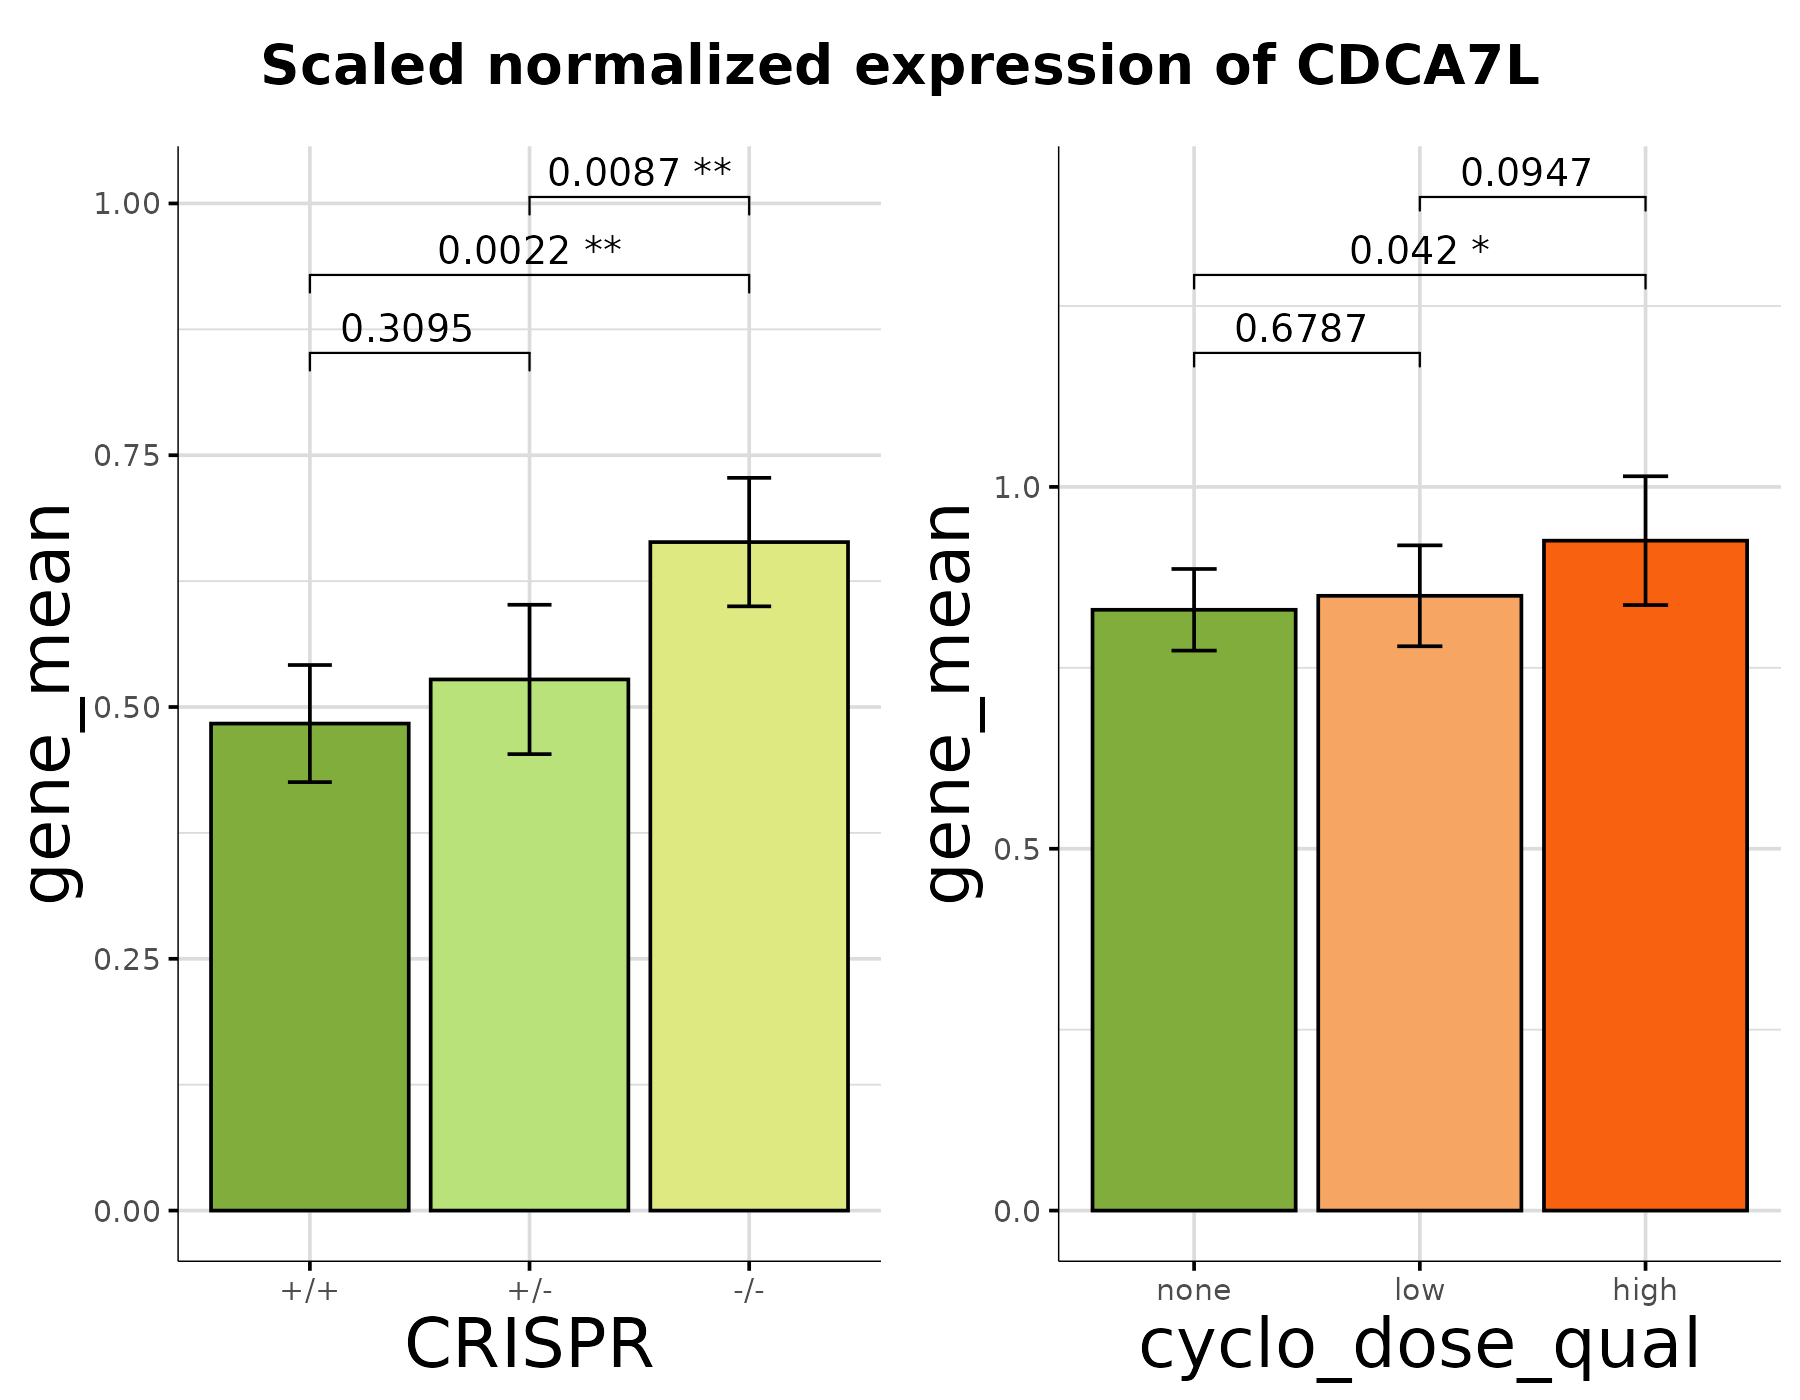 Scaled normalized expression of CDCA7L
gene_mean
1.00
0.75
0.50
0.25
0.00
0.0087 **
0.0022 **
0.3095
+/+
+/-
-/-
CRISPR
gene_mean
1.0
0.5
0.0
0.0947
0.042 *
0.6787
none
low
high
cyclo_dose_qual